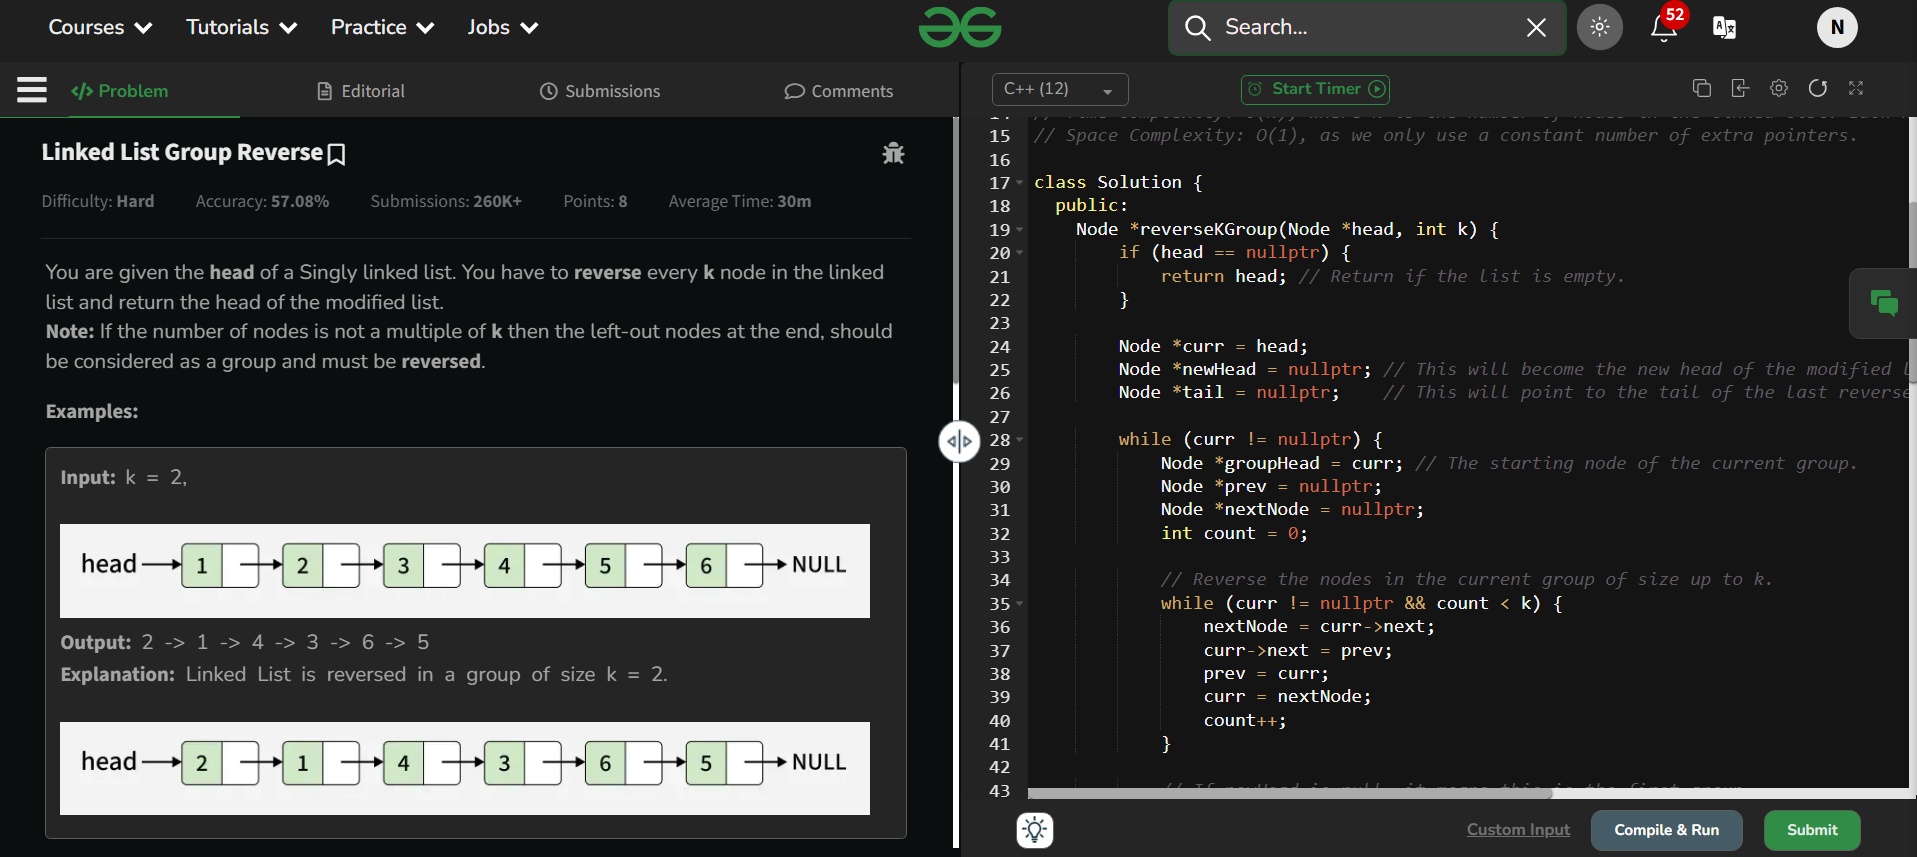 Courses Tutorials Practice Jobs
Search...
52
N
Problem Editorial Submissions Comments
C++ (12) Start Timer
Linked List Group Reverse
Difficulty: Hard Accuracy: 57.08% Submissions: 260K+ Points: 8 Average Time: 30m
You are given the head of a Singly linked list. You have to reverse every k node in the linked
list and return the head of the modified list.
Note: If the number of nodes is not a multiple of k then the left-out nodes at the end, should
be considered as a group and must be reversed.
Examples:
Input: k = 2,
head 1 2 3 4 5 6 NULL
Output: 2 -> 1 -> 4 -> 3 -> 6 -> 5
Explanation: Linked List is reversed in a group of size k = 2.
head 2 1 4 3 6 5 NULL
15 // Space Complexity: O(1), as we only use a constant number of extra pointers.
16
17 class Solution {
18 public:
19 Node *reverseKGroup(Node *head, int k) {
20 if (head == nullptr) {
21 return head; // Return if the list is empty.
22 }
23
24 Node *curr = head;
25 Node *newHead = nullptr; // This will become the new head of the modified l
26 Node *tail = nullptr; // This will point to the tail of the last reverse
27
28 while (curr != nullptr) {
29 Node *groupHead = curr; // The starting node of the current group.
30 Node *prev = nullptr;
31 Node *nextNode = nullptr;
32 int count = 0;
33
34 // Reverse the nodes in the current group of size up to k.
35 while (curr != nullptr && count < k) {
36 nextNode = curr->next;
37 curr->next = prev;
38 prev = curr;
39 curr = nextNode;
40 count++;
41 }
42
43
Custom Input Compile & Run Submit